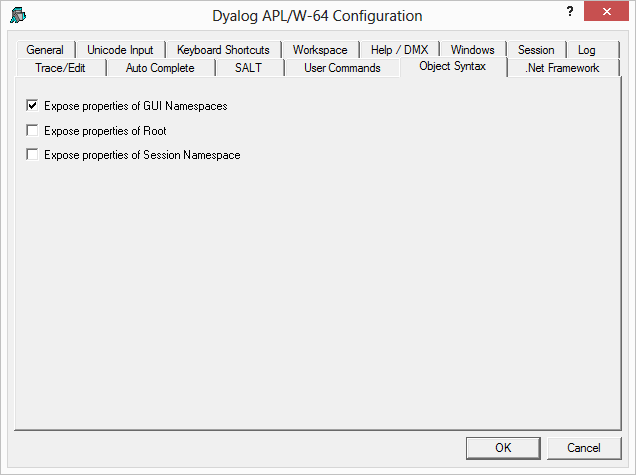 Dyalog APL/W-64 Configuration ?
General Unicode Input Keyboard Shortcuts Workspace Help / DMX Windows Session Log
Trace/Edit Auto Complete SALT User Commands Object Syntax .Net Framework
Expose properties of GUI Namespaces
Expose properties of Root
Expose properties of Session Namespace
OK Cancel